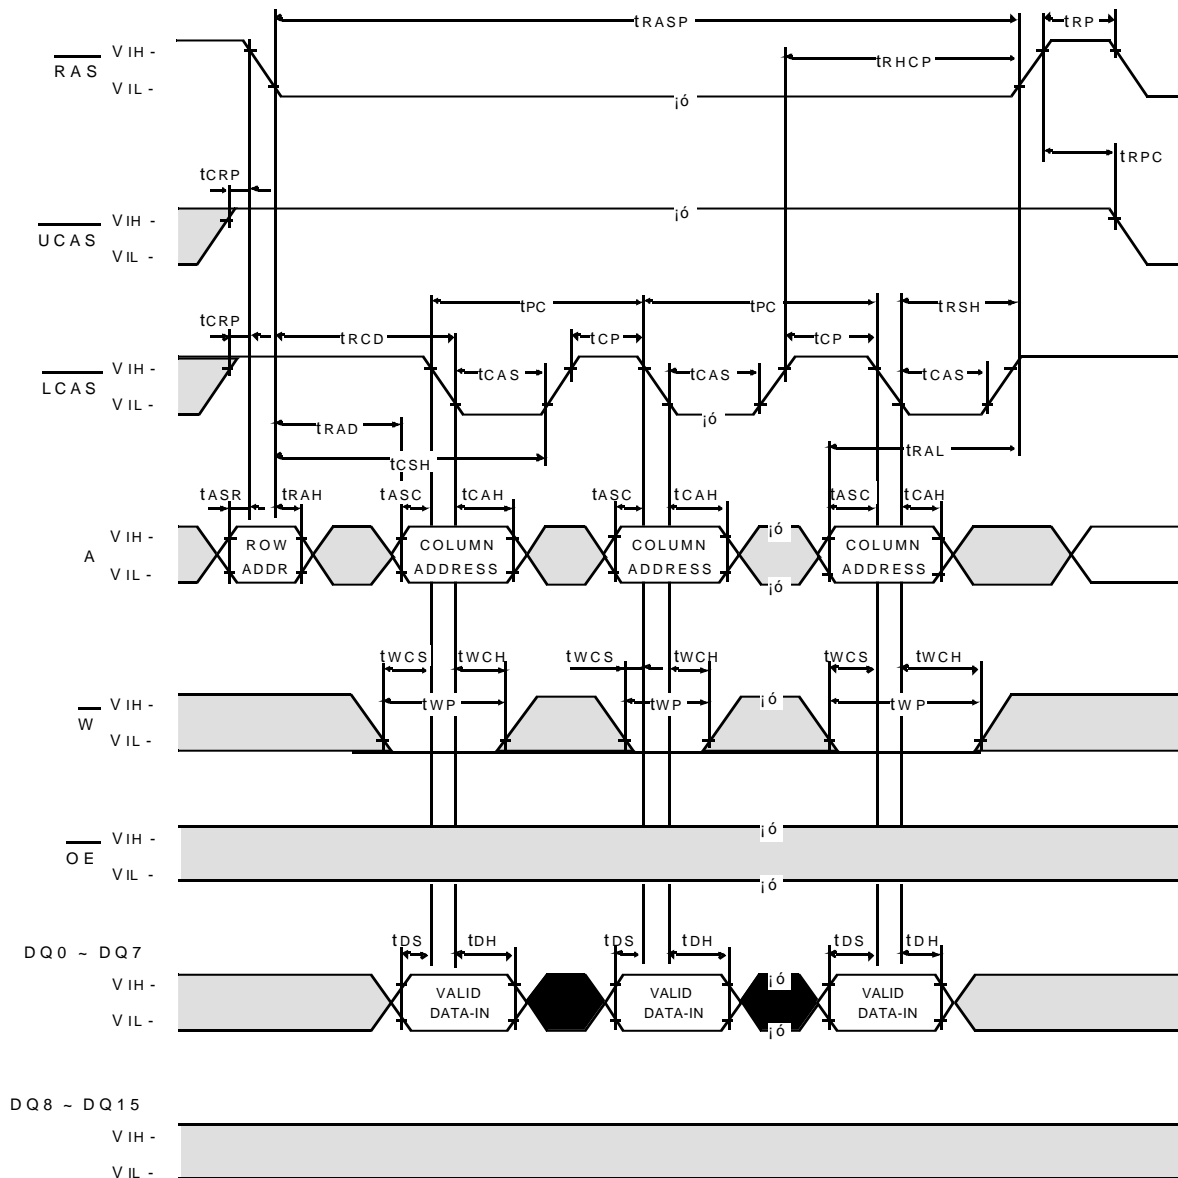 tRASP
tRP
RAS
VIH -
tRHCP
VIL -
¡ó
tRPC
tCRP
UCAS
VIH -
¡ó
VIL -
tPC
tPC
tRSH
tCRP
tRCD
tCP
tCP
LCAS
VIH -
tCAS
tCAS
tCAS
VIL -
¡ó
tRAD
tRAL
tCSH
tASR
tRAH
tASC
tCAH
tASC
tCAH
tASC
tCAH
A
VIH -
ROW
ADDR
COLUMN
ADDRESS
COLUMN
ADDRESS
¡ó
COLUMN
ADDRESS
VIL -
¡ó
tWCS
tWCH
tWCS
tWCH
tWCS
tWCH
W
VIH -
tWP
tWP
¡ó
tWP
VIL -
OE
VIH -
¡ó
VIL -
¡ó
DQ0 ~ DQ7
tDS
tDH
tDS
tDH
tDS
tDH
VIH -
VALID
DATA-IN
VALID
DATA-IN
¡ó
VALID
DATA-IN
VIL -
¡ó
DQ8 ~ DQ15
VIH -
VIL -